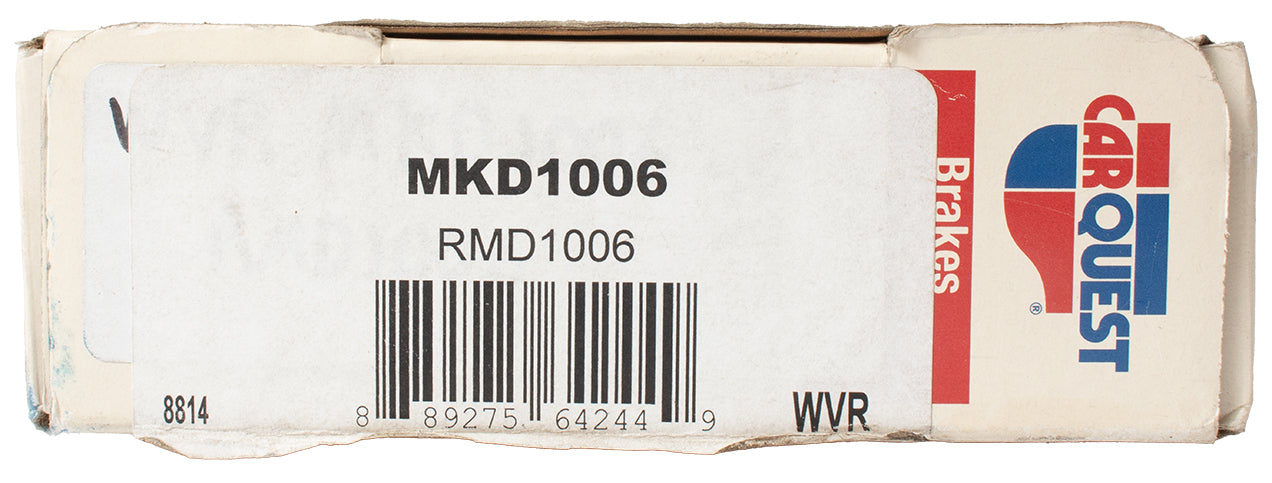 MKD1006
RMD1006
8 89275 64244 9
8814
WVR
Brakes
CARQUEST
®